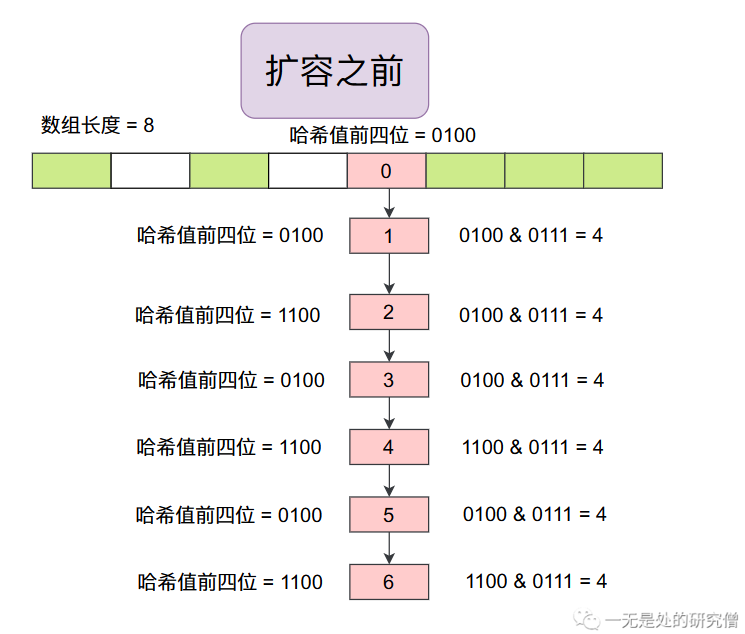 扩容之前
数组长度 = 8
哈希值前四位 = 0100
0
哈希值前四位 = 0100 1 0100 & 0111 = 4
哈希值前四位 = 1100 2 0100 & 0111 = 4
哈希值前四位 = 0100 3 0100 & 0111 = 4
哈希值前四位 = 1100 4 1100 & 0111 = 4
哈希值前四位 = 0100 5 0100 & 0111 = 4
哈希值前四位 = 1100 6 1100 & 0111 = 4
一无是处的研究僧